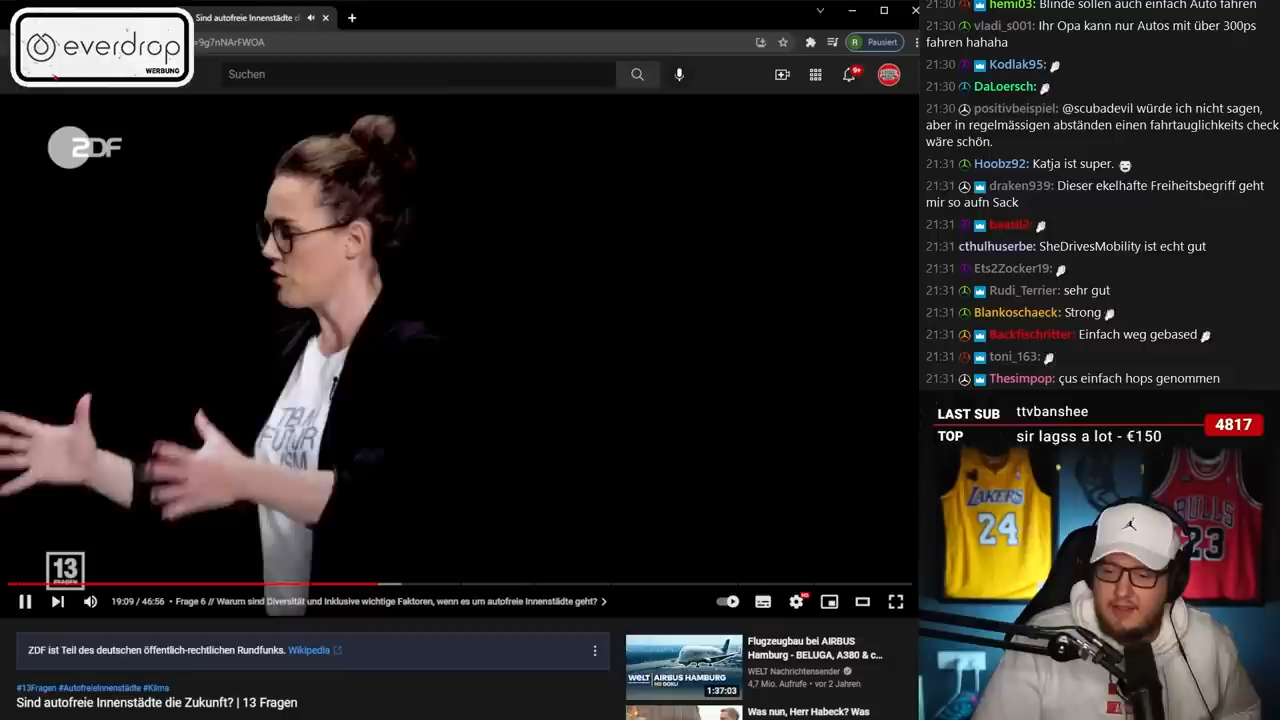 Sind autofreie Innenstädte d
=9g7nNArFWOA
everdrop
WERBUNG
Suchen
9+
R Pausiert
ZDF
TEAM
FUTUR
ISM
13
FRAGEN
19:09 / 46:56 • Frage 6 // Warum sind Diversität und Inklusive wichtige Faktoren, wenn es um autofreie Innenstädte geht?
ZDF ist Teil des deutschen öffentlich-rechtlichen Rundfunks. Wikipedia
#13Fragen #AutofreieInnenstädte #Klima
Sind autofreie Innenstädte die Zukunft? | 13 Fragen
Flugzeugbau bei AIRBUS
Hamburg - BELUGA, A380 & c...
WELT Nachrichtensender
4,7 Mio. Aufrufe • vor 2 Jahren
WELT AIRBUS HAMBURG
HD DOKU
1:37:03
Was nun, Herr Habeck? Was
21:30 hemi03: Blinde sollen auch einfach Auto fahren
21:30 vladi_s001: Ihr Opa kann nur Autos mit über 300ps
fahren hahaha
21:30 Kodlak95:
21:30 DaLoersch:
21:30 positivbeispiel: @scubadevil würde ich nicht sagen,
aber in regelmässigen abständen einen fahrtauglichkeits check
wäre schön.
21:31 Hoobz92: Katja ist super.
21:31 draken939: Dieser ekelhafte Freiheitsbegriff geht
mir so aufn Sack
21:31 baasil2:
cthulhuserbe: SheDrivesMobility ist echt gut
21:31 Ets2Zocker19:
21:31 Rudi_Terrier: sehr gut
21:31 Blankoschaeck: Strong
21:31 Backfischritter: Einfach weg gebased
21:31 toni_163:
21:31 Thesimpop: çus einfach hops genommen
LAST SUB ttvbanshee
4817
TOP sir lagss a lot - €150
LAKERS
24
BULLS
23